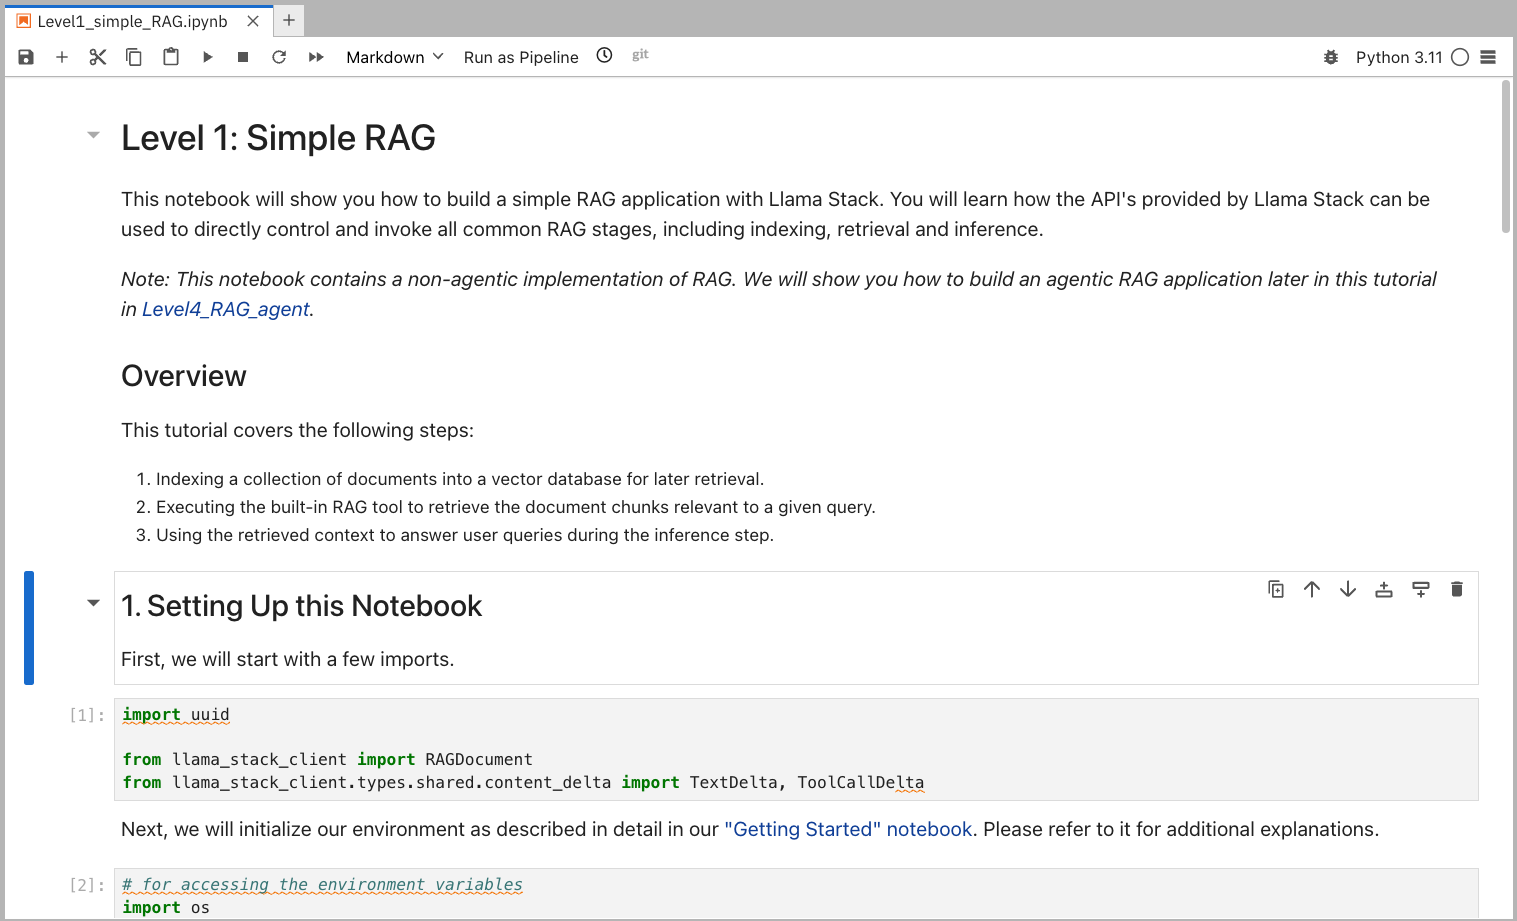 Level1_simple_RAG.ipynb
Markdown
Run as Pipeline
git
Python 3.11
Level 1: Simple RAG
This notebook will show you how to build a simple RAG application with Llama Stack. You will learn how the API's provided by Llama Stack can be
used to directly control and invoke all common RAG stages, including indexing, retrieval and inference.
Note: This notebook contains a non-agentic implementation of RAG. We will show you how to build an agentic RAG application later in this tutorial
in Level4_RAG_agent.
Overview
This tutorial covers the following steps:
1. Indexing a collection of documents into a vector database for later retrieval.
2. Executing the built-in RAG tool to retrieve the document chunks relevant to a given query.
3. Using the retrieved context to answer user queries during the inference step.
1. Setting Up this Notebook
First, we will start with a few imports.
[1]: import uuid
from llama_stack_client import RAGDocument
from llama_stack_client.types.shared.content_delta import TextDelta, ToolCallDelta
Next, we will initialize our environment as described in detail in our "Getting Started" notebook. Please refer to it for additional explanations.
[2]: # for accessing the environment variables
import os